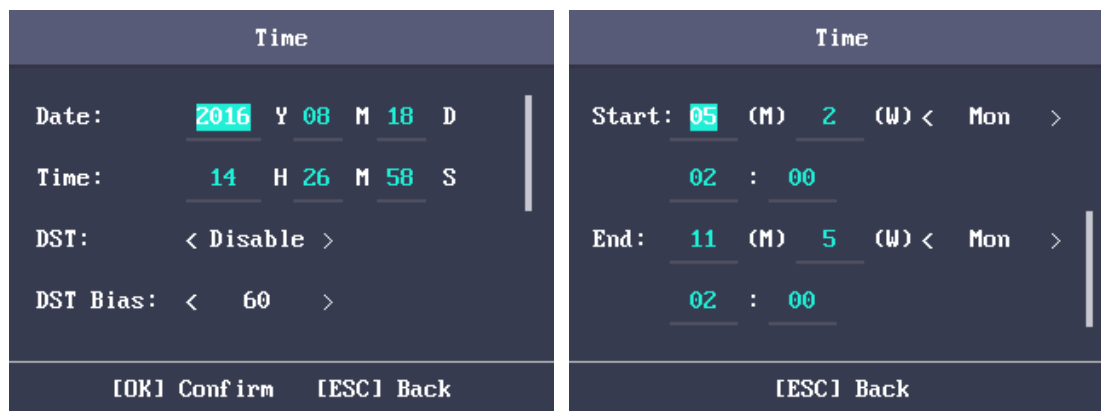 Time
Date: 2016 Y 08 M 18 D
Time: 14 H 26 M 58 S
DST: < Disable >
DST Bias: < 60 >
[OK] Confirm [ESC] Back
Time
Start: 05 (M) 2 (W) < Mon >
02 : 00
End: 11 (M) 5 (W) < Mon >
02 : 00
[ESC] Back